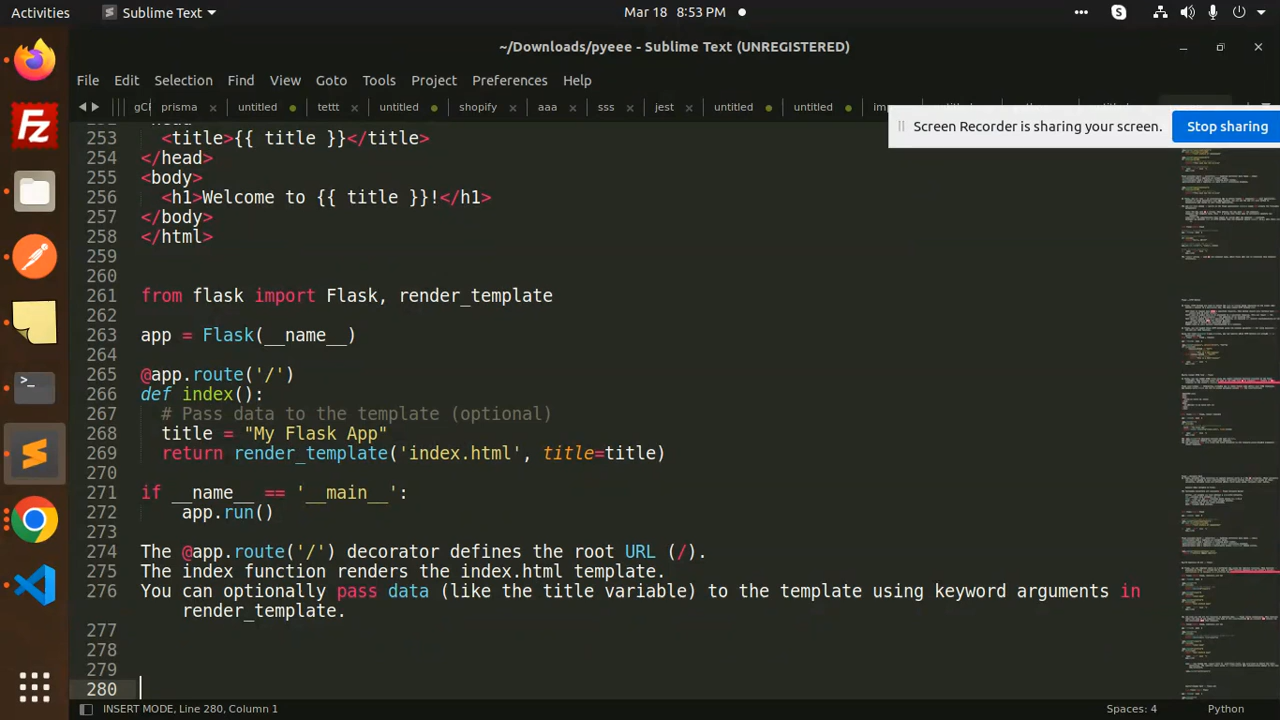 Activities
Sublime Text
Mar 18 8:53 PM
~/Downloads/pyeee - Sublime Text (UNREGISTERED)
File Edit Selection Find View Goto Tools Project Preferences Help
prisma untitled tettt untitled shopify aaa sss jest untitled untitled
Screen Recorder is sharing your screen. Stop sharing
253 <title>{{ title }}</title>
254 </head>
255 <body>
256 <h1>Welcome to {{ title }}!</h1>
257 </body>
258 </html>
259
260
261 from flask import Flask, render_template
262
263 app = Flask(__name__)
264
265 @app.route('/')
266 def index():
267 # Pass data to the template (optional)
268 title = "My Flask App"
269 return render_template('index.html', title=title)
270
271 if __name__ == '__main__':
272 app.run()
273
274 The @app.route('/') decorator defines the root URL (/).
275 The index function renders the index.html template.
276 You can optionally pass data (like the title variable) to the template using keyword arguments in
render_template.
277
278
279
280
INSERT MODE, Line 280, Column 1
Spaces: 4
Python